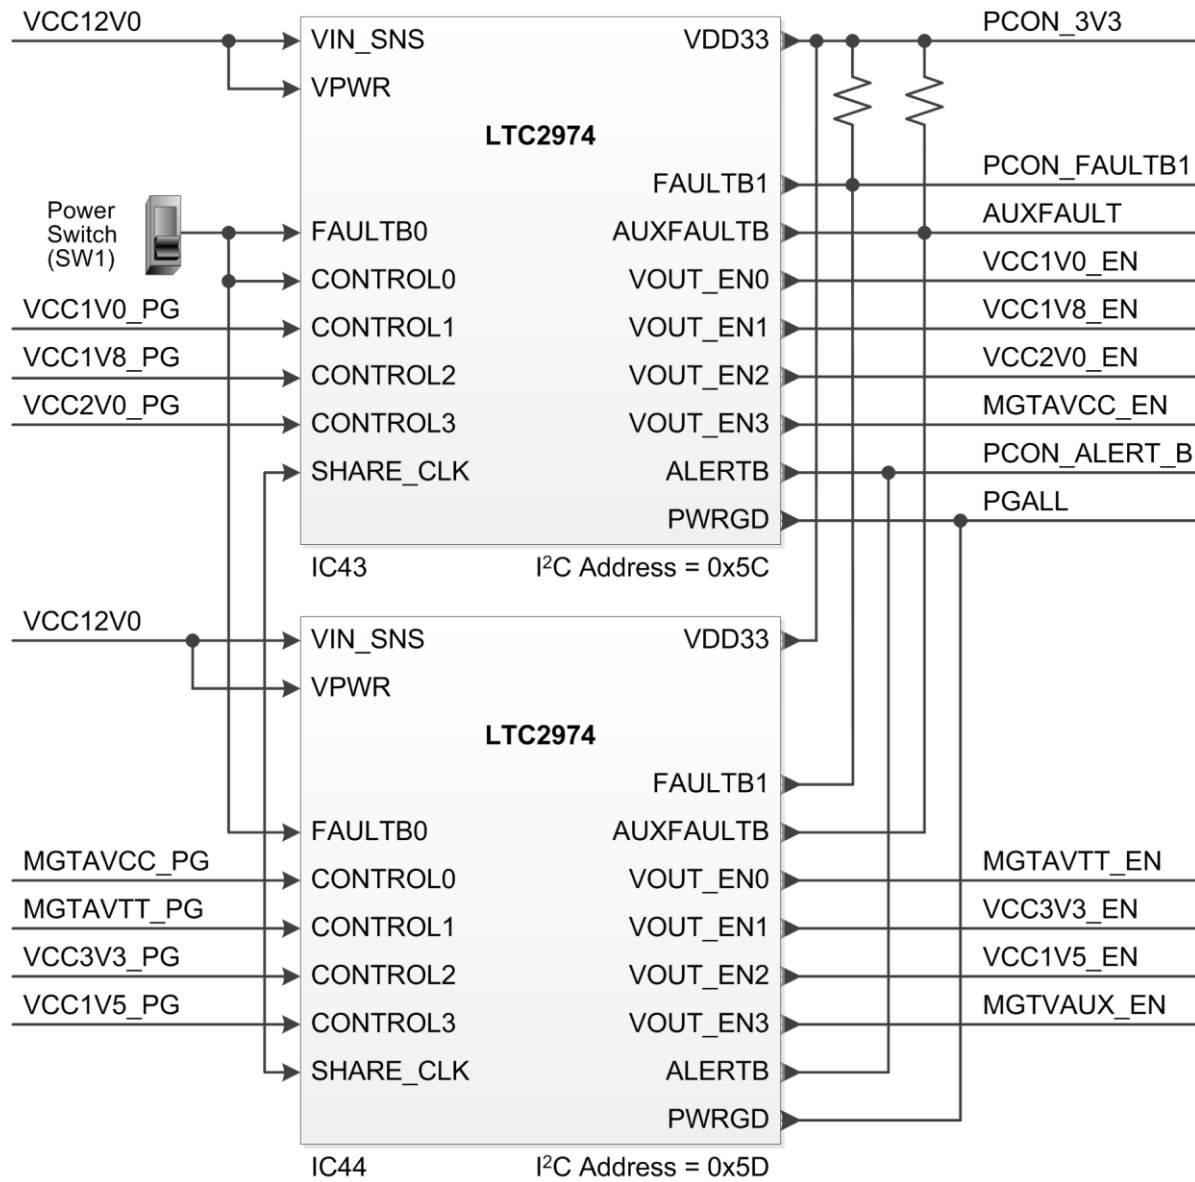 VCC12V0
VIN_SNS
VDD33
PCON_3V3
VPWR
LTC2974
FAULTB1
PCON_FAULTB1
Power
Switch
(SW1)
FAULTB0
AUXFAULTB
AUXFAULT
CONTROL0
VOUT_EN0
VCC1V0_EN
VCC1V0_PG
CONTROL1
VOUT_EN1
VCC1V8_EN
VCC1V8_PG
CONTROL2
VOUT_EN2
VCC2V0_EN
VCC2V0_PG
CONTROL3
VOUT_EN3
MGTAVCC_EN
SHARE_CLK
ALERTB
PCON_ALERT_B
PWRGD
PGALL
IC43
I²C Address = 0x5C
VCC12V0
VIN_SNS
VDD33
VPWR
LTC2974
FAULTB1
FAULTB0
AUXFAULTB
MGTAVCC_PG
CONTROL0
VOUT_EN0
MGTAVTT_EN
MGTAVTT_PG
CONTROL1
VOUT_EN1
VCC3V3_EN
VCC3V3_PG
CONTROL2
VOUT_EN2
VCC1V5_EN
VCC1V5_PG
CONTROL3
VOUT_EN3
MGTVAUX_EN
SHARE_CLK
ALERTB
PWRGD
IC44
I²C Address = 0x5D